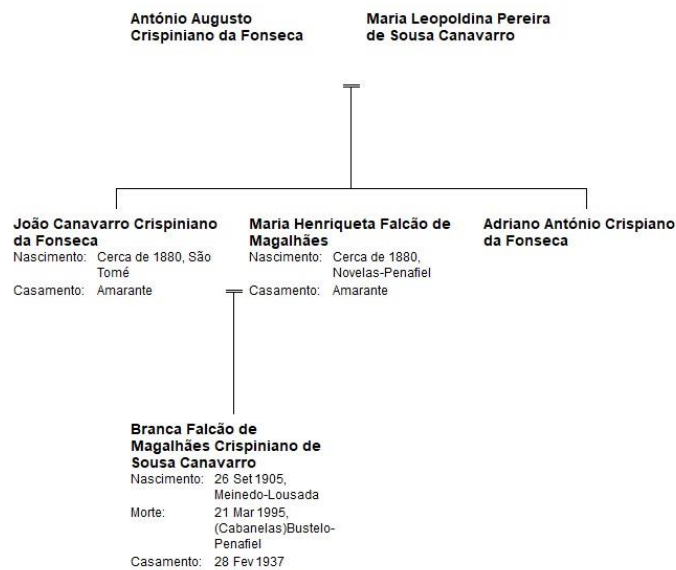 António Augusto
Crispiniano da Fonseca
Maria Leopoldina Pereira
de Sousa Canavarro
João Canavarro Crispiniano
da Fonseca
Nascimento: Cerca de 1880, São
Tomé
Casamento: Amarante
Maria Henriqueta Falcão de
Magalhães
Nascimento: Cerca de 1880,
Novelas-Penafiel
Casamento: Amarante
Adriano António Crispiano
da Fonseca
Branca Falcão de
Magalhães Crispiniano de
Sousa Canavarro
Nascimento: 26 Set 1905,
Meinedo-Lousada
Morte: 21 Mar 1995,
(Cabanelas)Bustelo-
Penafiel
Casamento: 28 Fev 1937